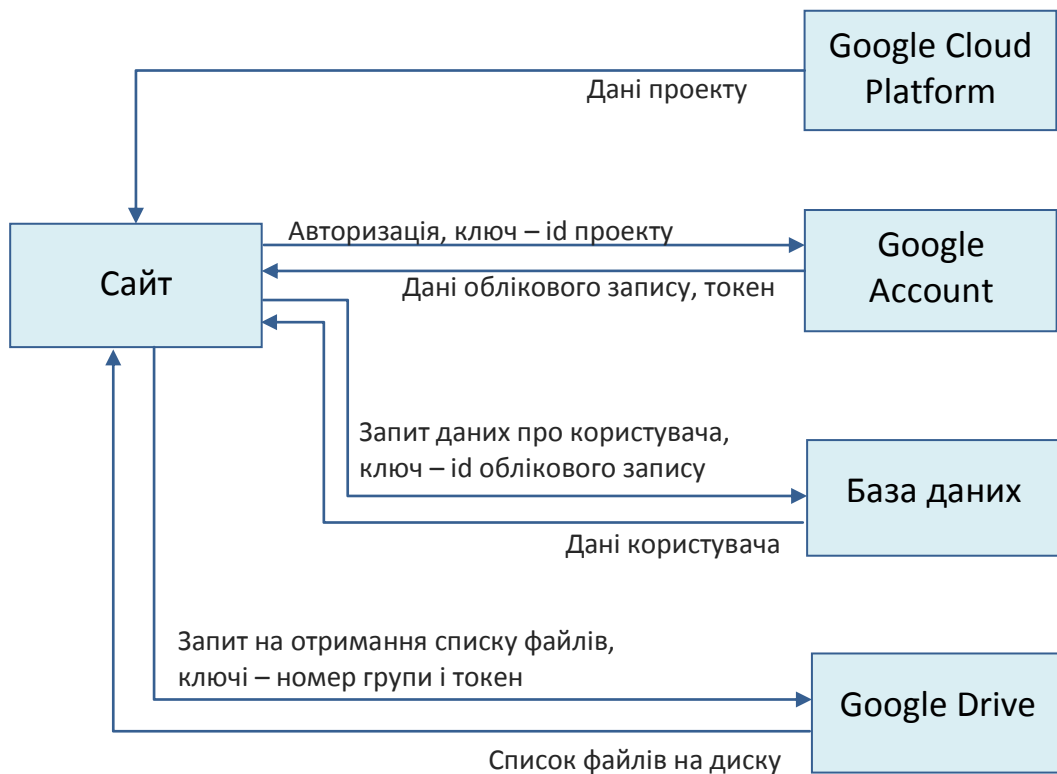 Google Cloud
Platform
Дані проекту
Авторизація, ключ – id проекту
Google
Account
Сайт
Дані облікового запису, токен
Запит даних про користувача,
ключ – id облікового запису
База даних
Дані користувача
Запит на отримання списку файлів,
ключі – номер групи і токен
Google Drive
Список файлів на диску